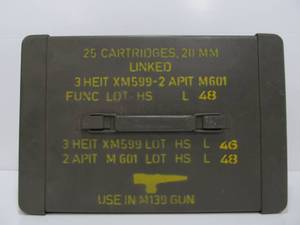 25 CARTRIDGES, 20 MM
LINKED
3 HEIT XM599-2 APIT M601
FUNC LOT HS L 48
3 HEIT XM599 LOT HS L 46
2 APIT M 601 LOT HS L 48
USE IN M139 GUN